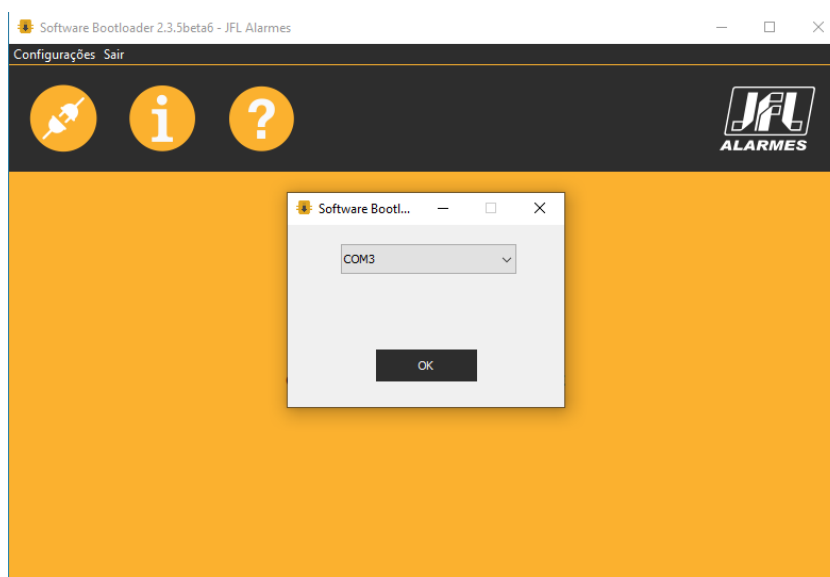 Software Bootloader 2.3.5beta6 - JFL Alarmes
Configurações Sair
i ?
JFL
ALARMES
Software Bootl...
COM3
OK